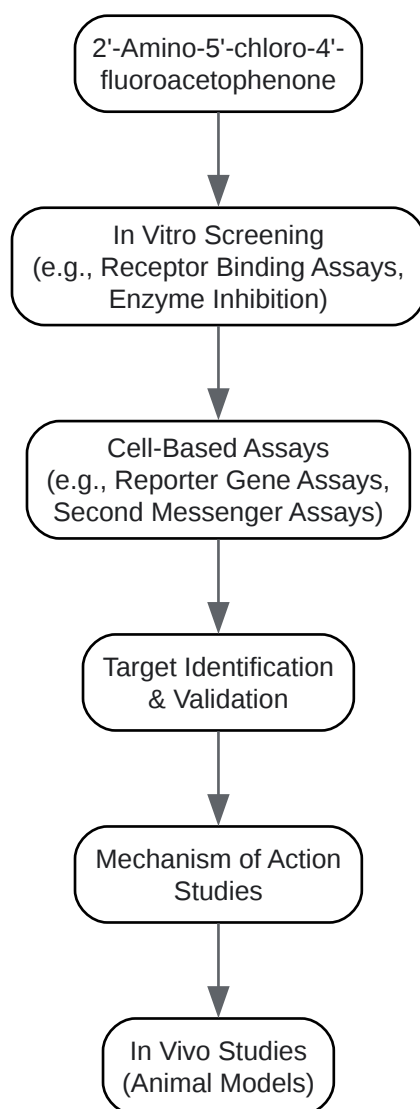 2'-Amino-5'-chloro-4'-
fluoroacetophenone
In Vitro Screening
(e.g., Receptor Binding Assays,
Enzyme Inhibition)
Cell-Based Assays
(e.g., Reporter Gene Assays,
Second Messenger Assays)
Target Identification
& Validation
Mechanism of Action
Studies
In Vivo Studies
(Animal Models)